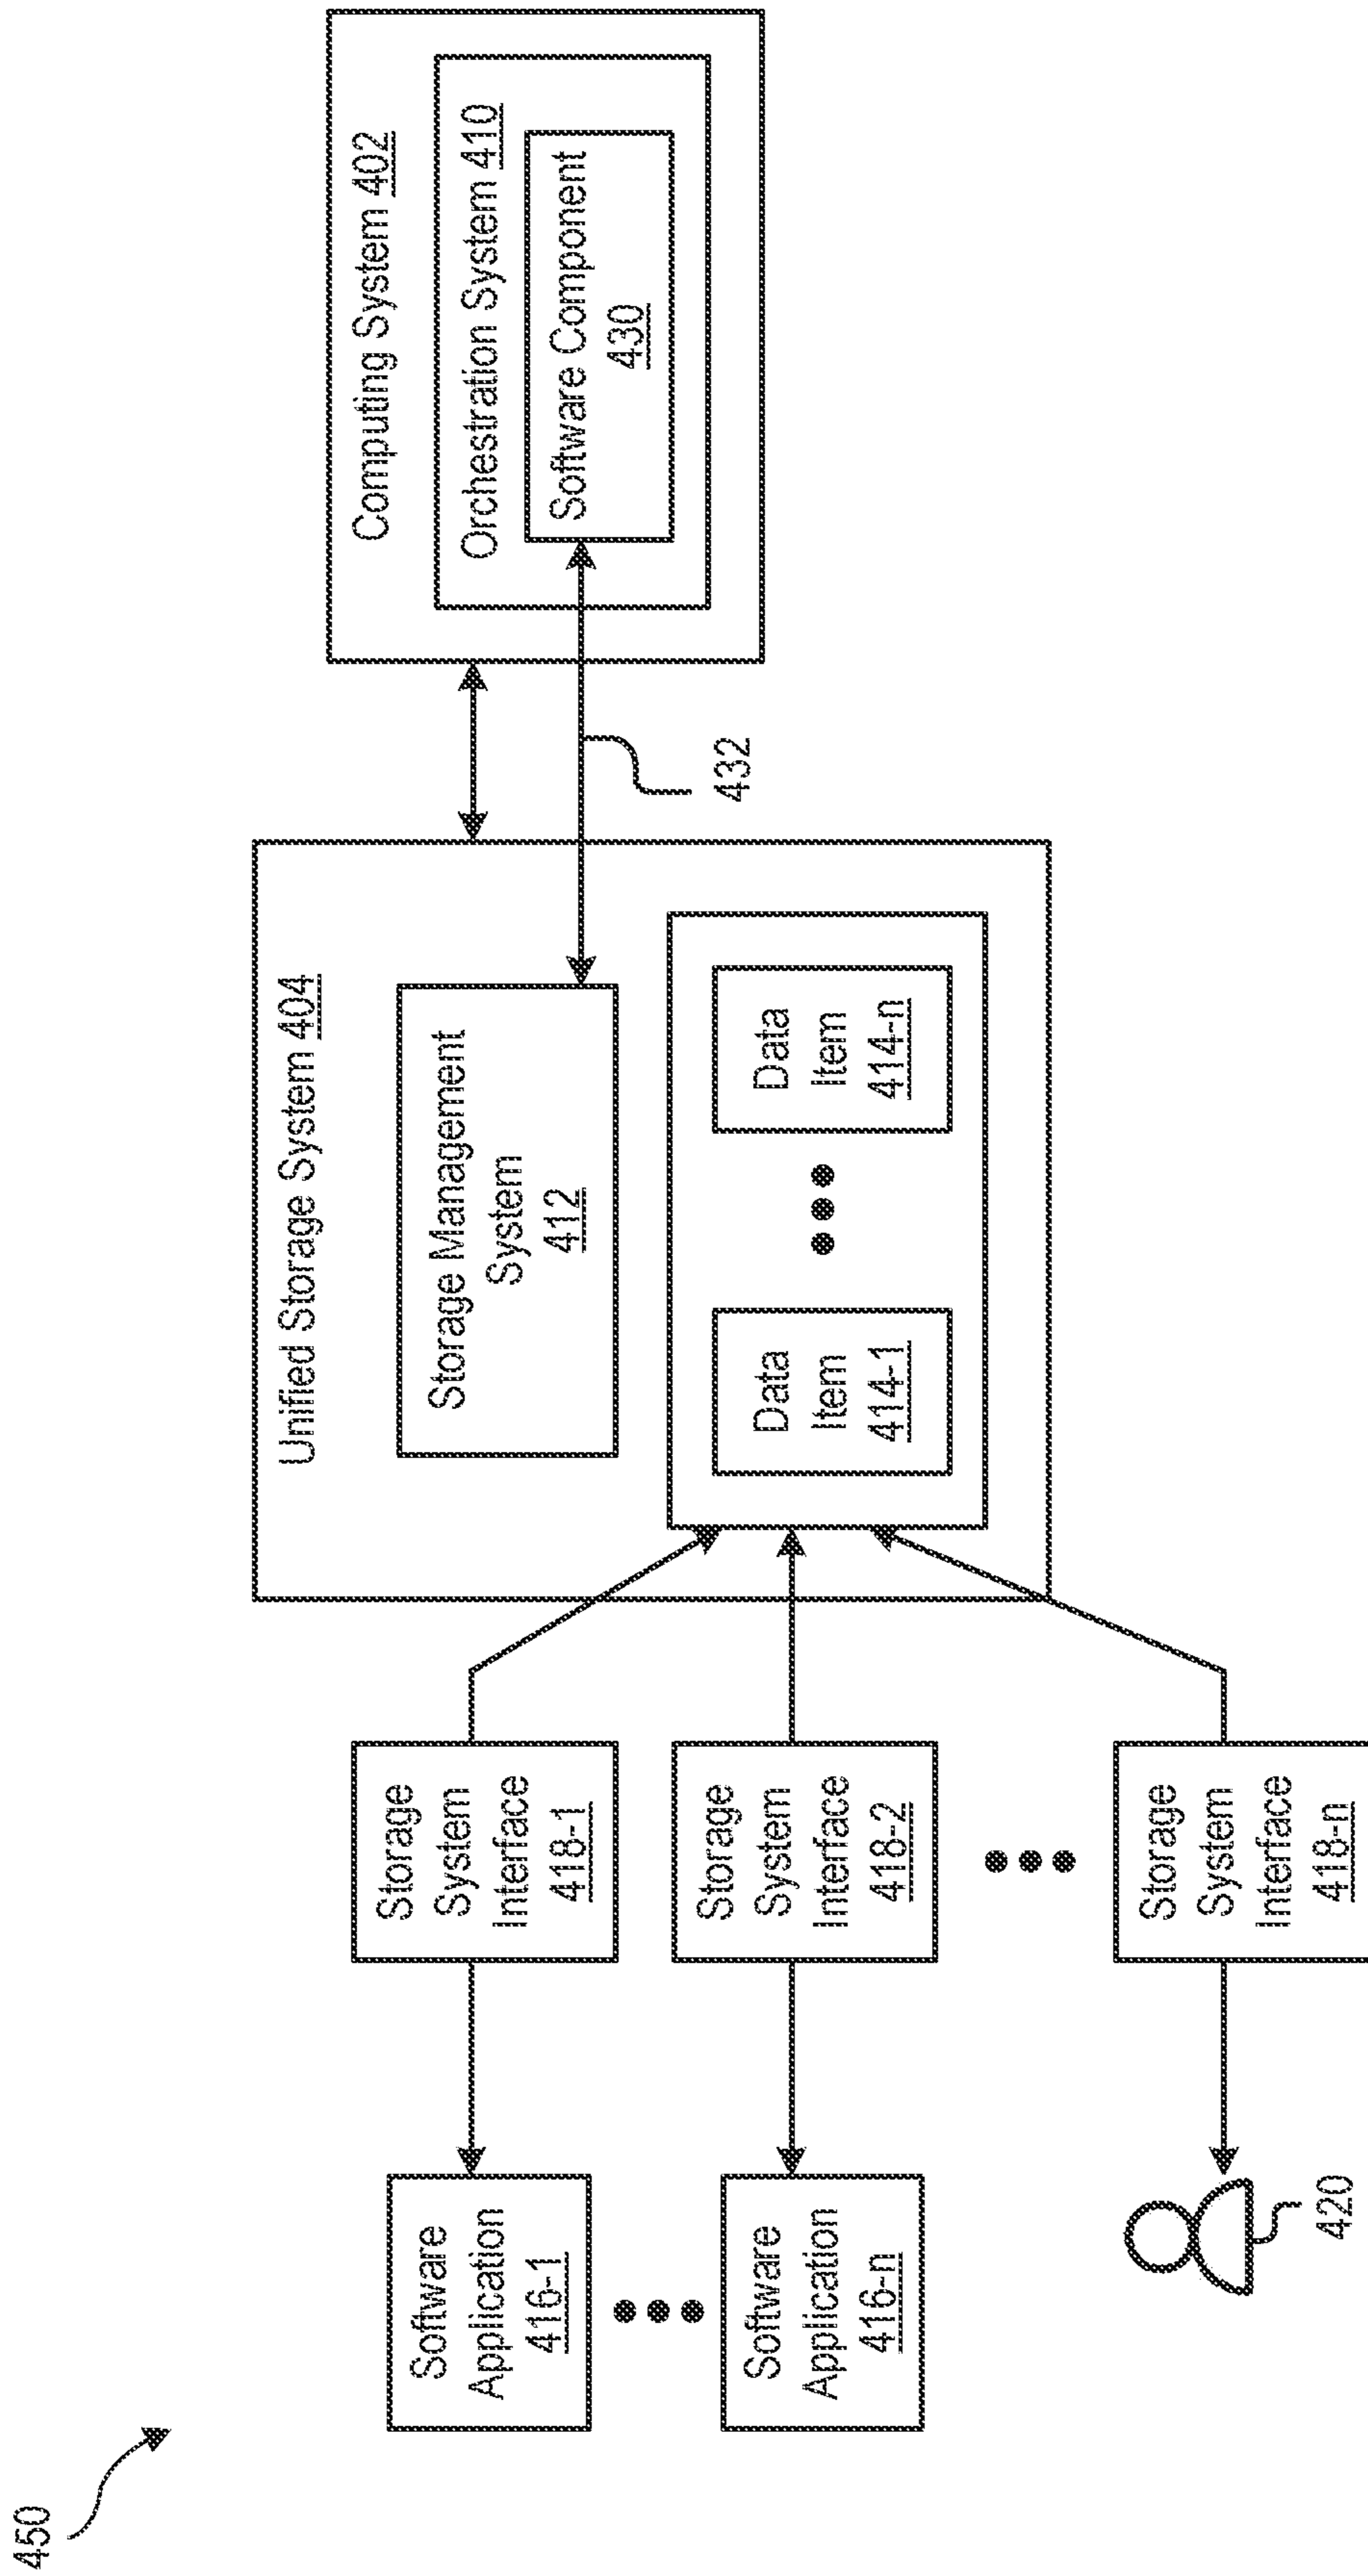 450
Software
Application
416-1
Software
Application
416-n
420
Storage
System
Interface
418-1
Storage
System
Interface
418-2
Storage
System
Interface
418-n
Unified Storage System 404
Storage Management
System
412
Data
Item
414-1
Data
Item
414-n
432
Computing System 402
Orchestration System 410
Software Component
430